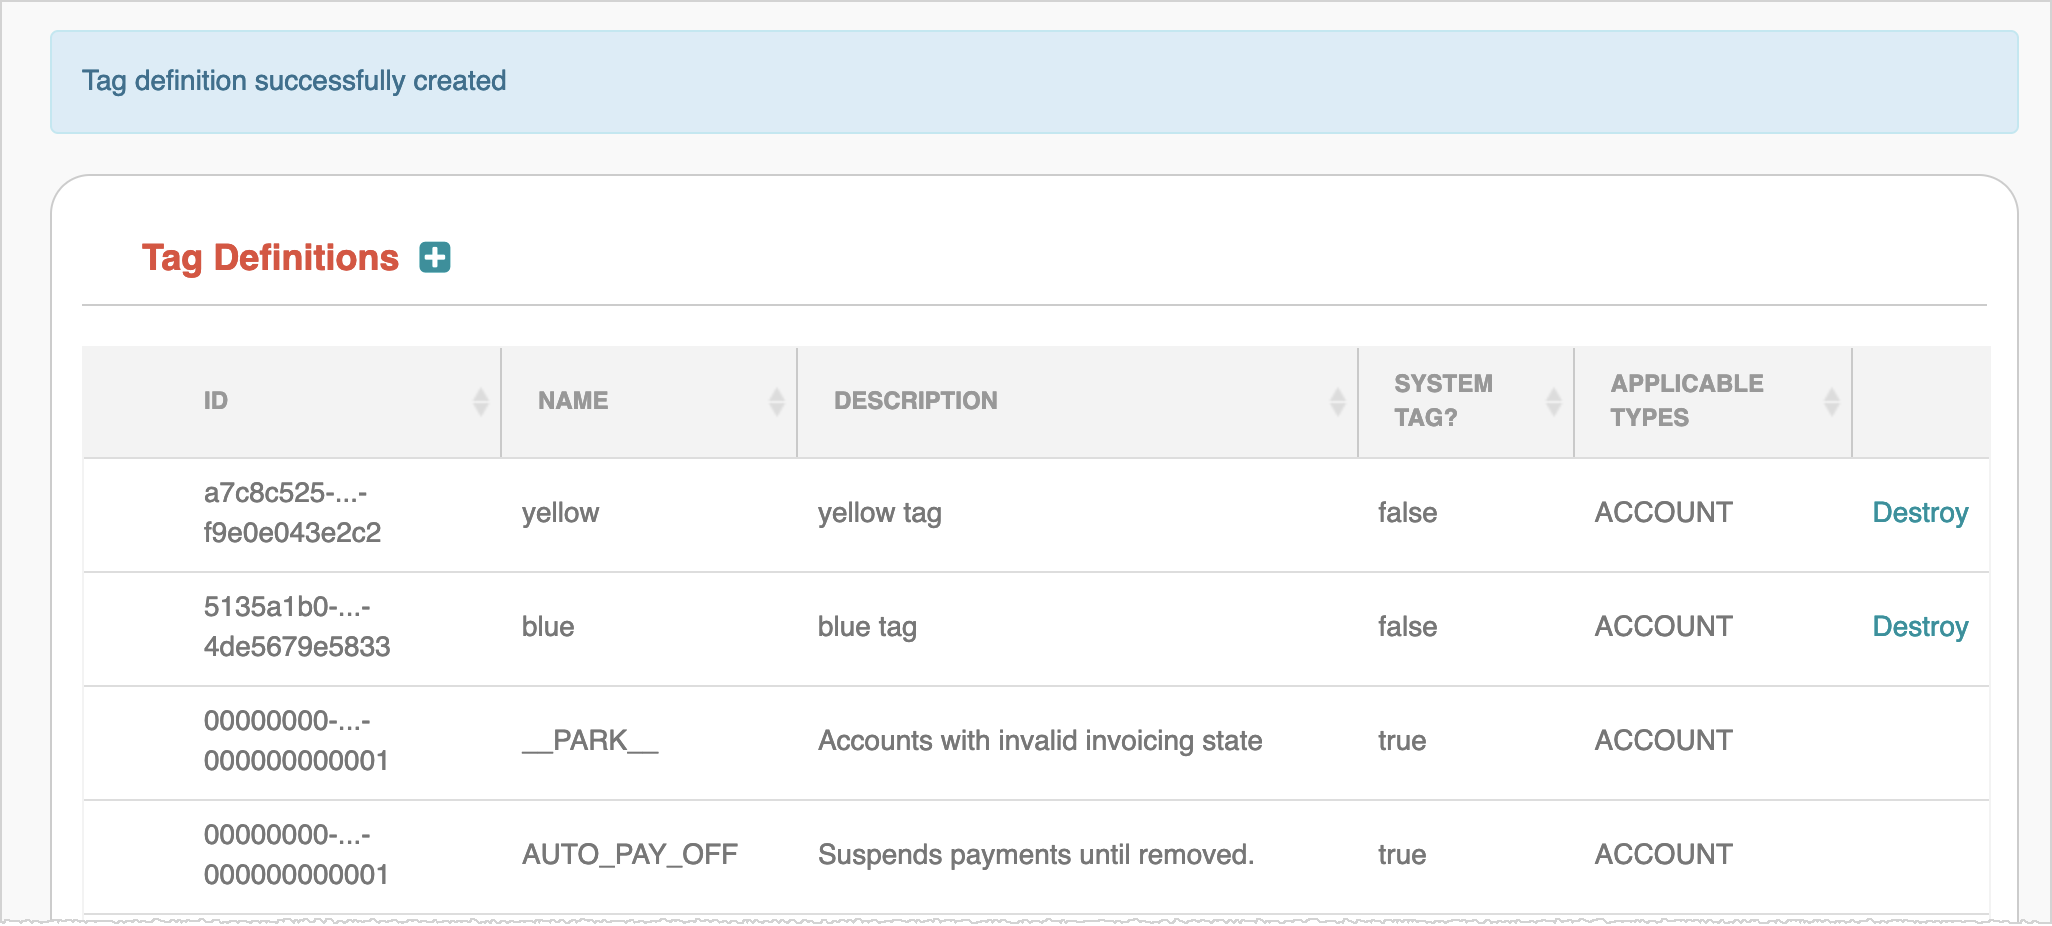 Tag definition successfully created
Tag Definitions
ID NAME DESCRIPTION SYSTEM TAG? APPLICABLE TYPES
a7c8c525-...-
f9e0e043e2c2 yellow yellow tag false ACCOUNT Destroy
5135a1b0-...-
4de5679e5833 blue blue tag false ACCOUNT Destroy
00000000-...-
000000000001 __PARK__ Accounts with invalid invoicing state true ACCOUNT
00000000-...-
000000000001 AUTO_PAY_OFF Suspends payments until removed. true ACCOUNT